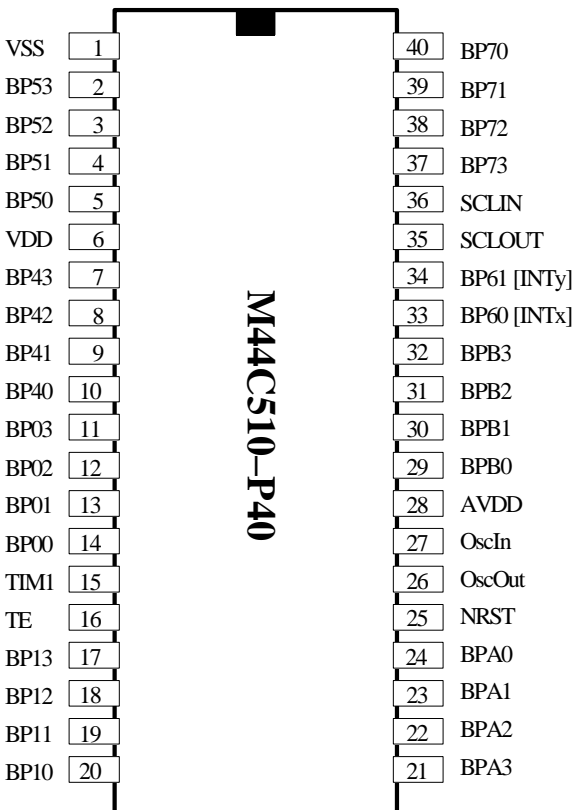 VSS 1 40 BP70
BP53 2 39 BP71
BP52 3 38 BP72
BP51 4 37 BP73
BP50 5 36 SCLIN
VDD 6 35 SCLOUT
BP43 7 34 BP61 [INTy]
BP42 8 33 BP60 [INTx]
BP41 9 32 BPB3
BP40 10 31 BPB2
BP03 11 30 BPB1
BP02 12 29 BPB0
BP01 13 28 AVDD
BP00 14 27 OscIn
TIM1 15 26 OscOut
TE 16 25 NRST
BP13 17 24 BPA0
BP12 18 23 BPA1
BP11 19 22 BPA2
BP10 20 21 BPA3
M44C510–P40